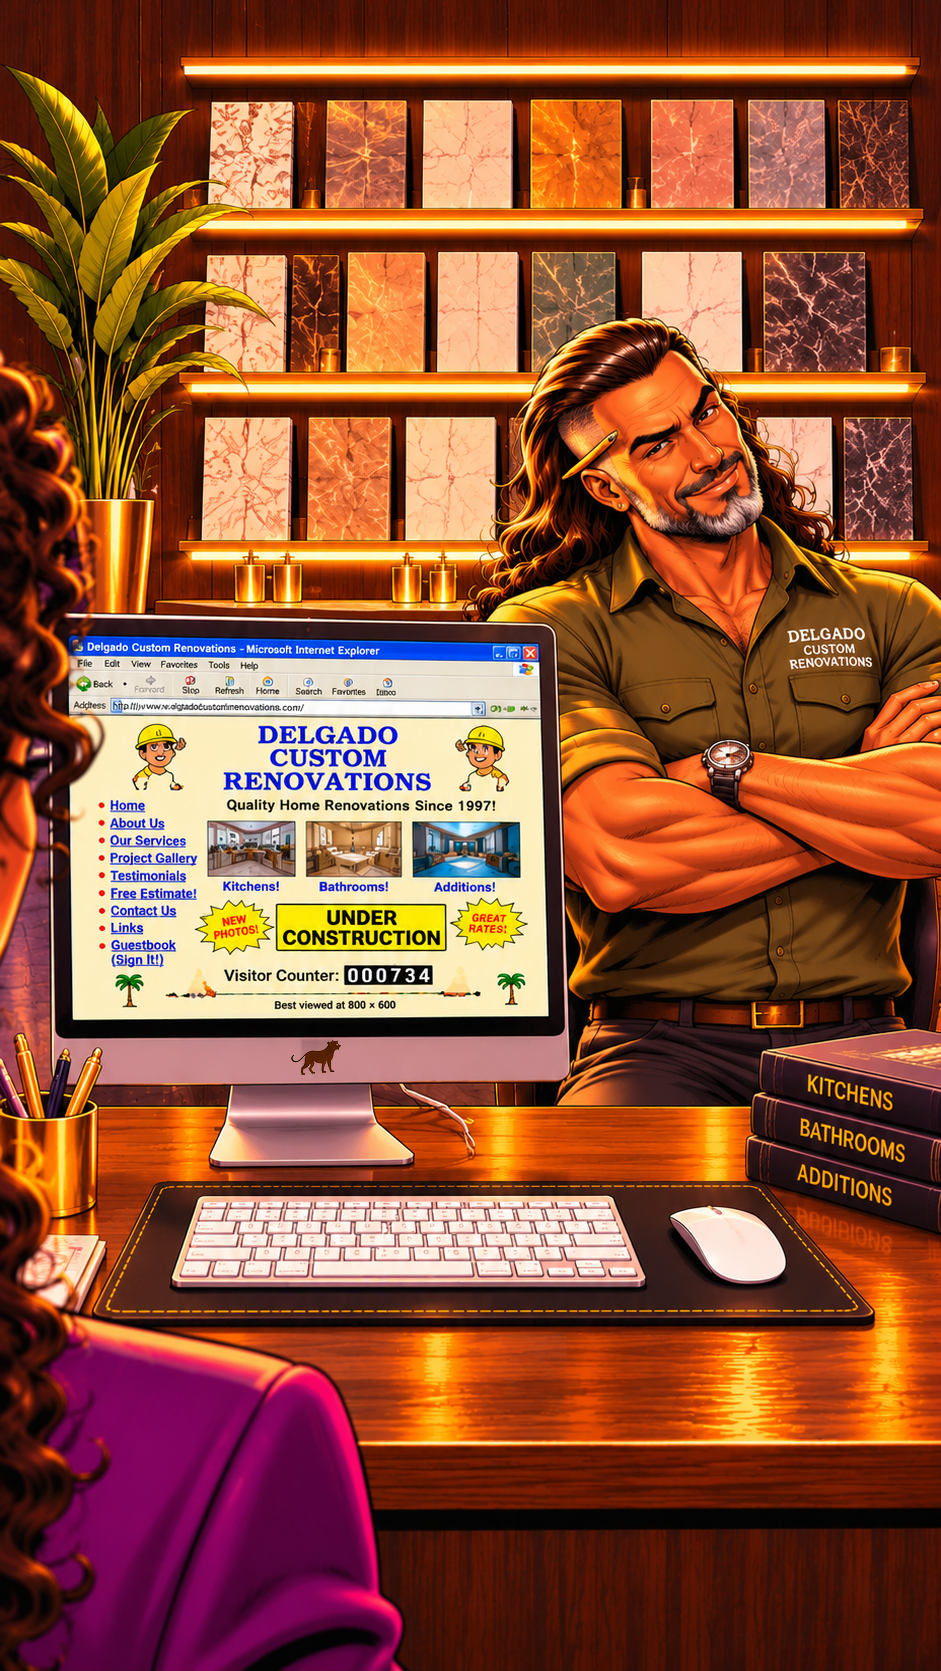 DELGADO
CUSTOM
RENOVATIONS
Delgado Custom Renovations - Microsoft Internet Explorer
File Edit View Favorites Tools Help
Back Forward Stop Refresh Home Search Favorites
Address
DELGADO
CUSTOM
RENOVATIONS
Quality Home Renovations Since 1997!
Home
About Us
Our Services
Project Gallery
Testimonials
Free Estimate!
Contact Us
Links
Guestbook
(Sign It!)
Kitchens! Bathrooms! Additions!
NEW
PHOTOS!
UNDER
CONSTRUCTION
GREAT
RATES!
Visitor Counter: 000734
Best viewed at 800 × 600
KITCHENS
BATHROOMS
ADDITIONS